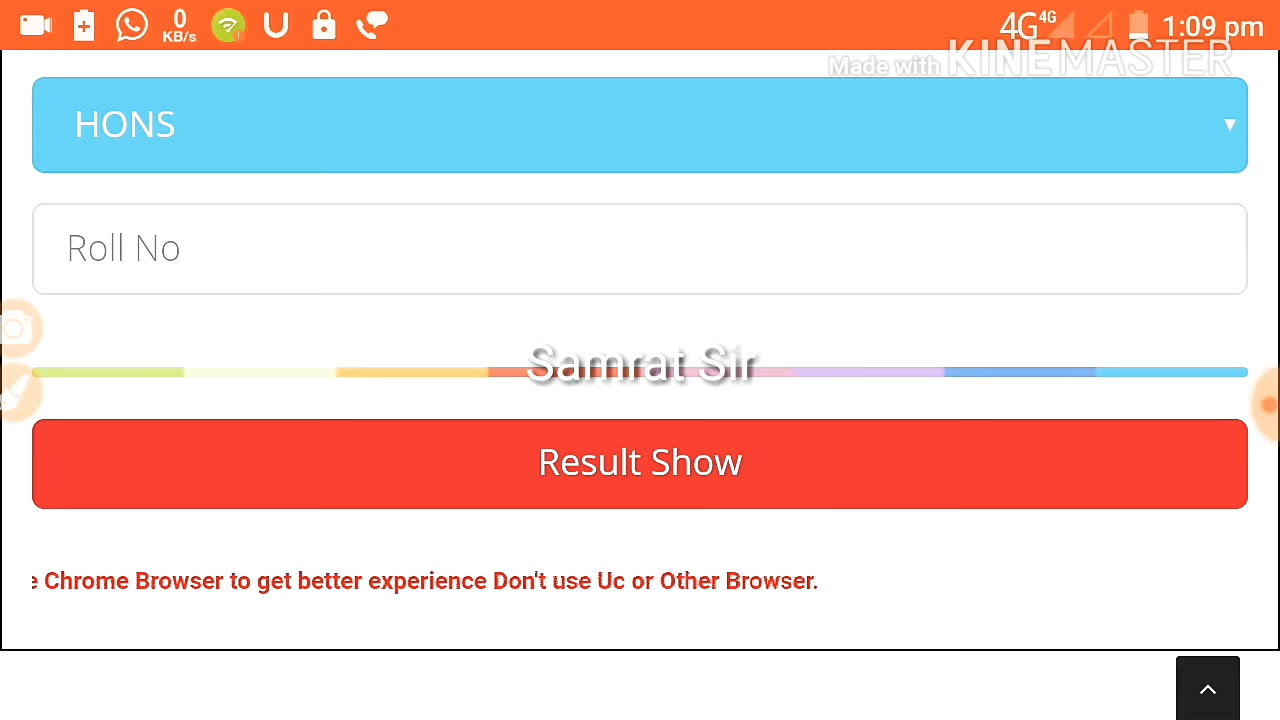 0
KB/s
4G 4G 1:09 pm
Made with KINEMASTER
HONS
Roll No
Samrat Sir
Result Show
e Chrome Browser to get better experience Don't use Uc or Other Browser.